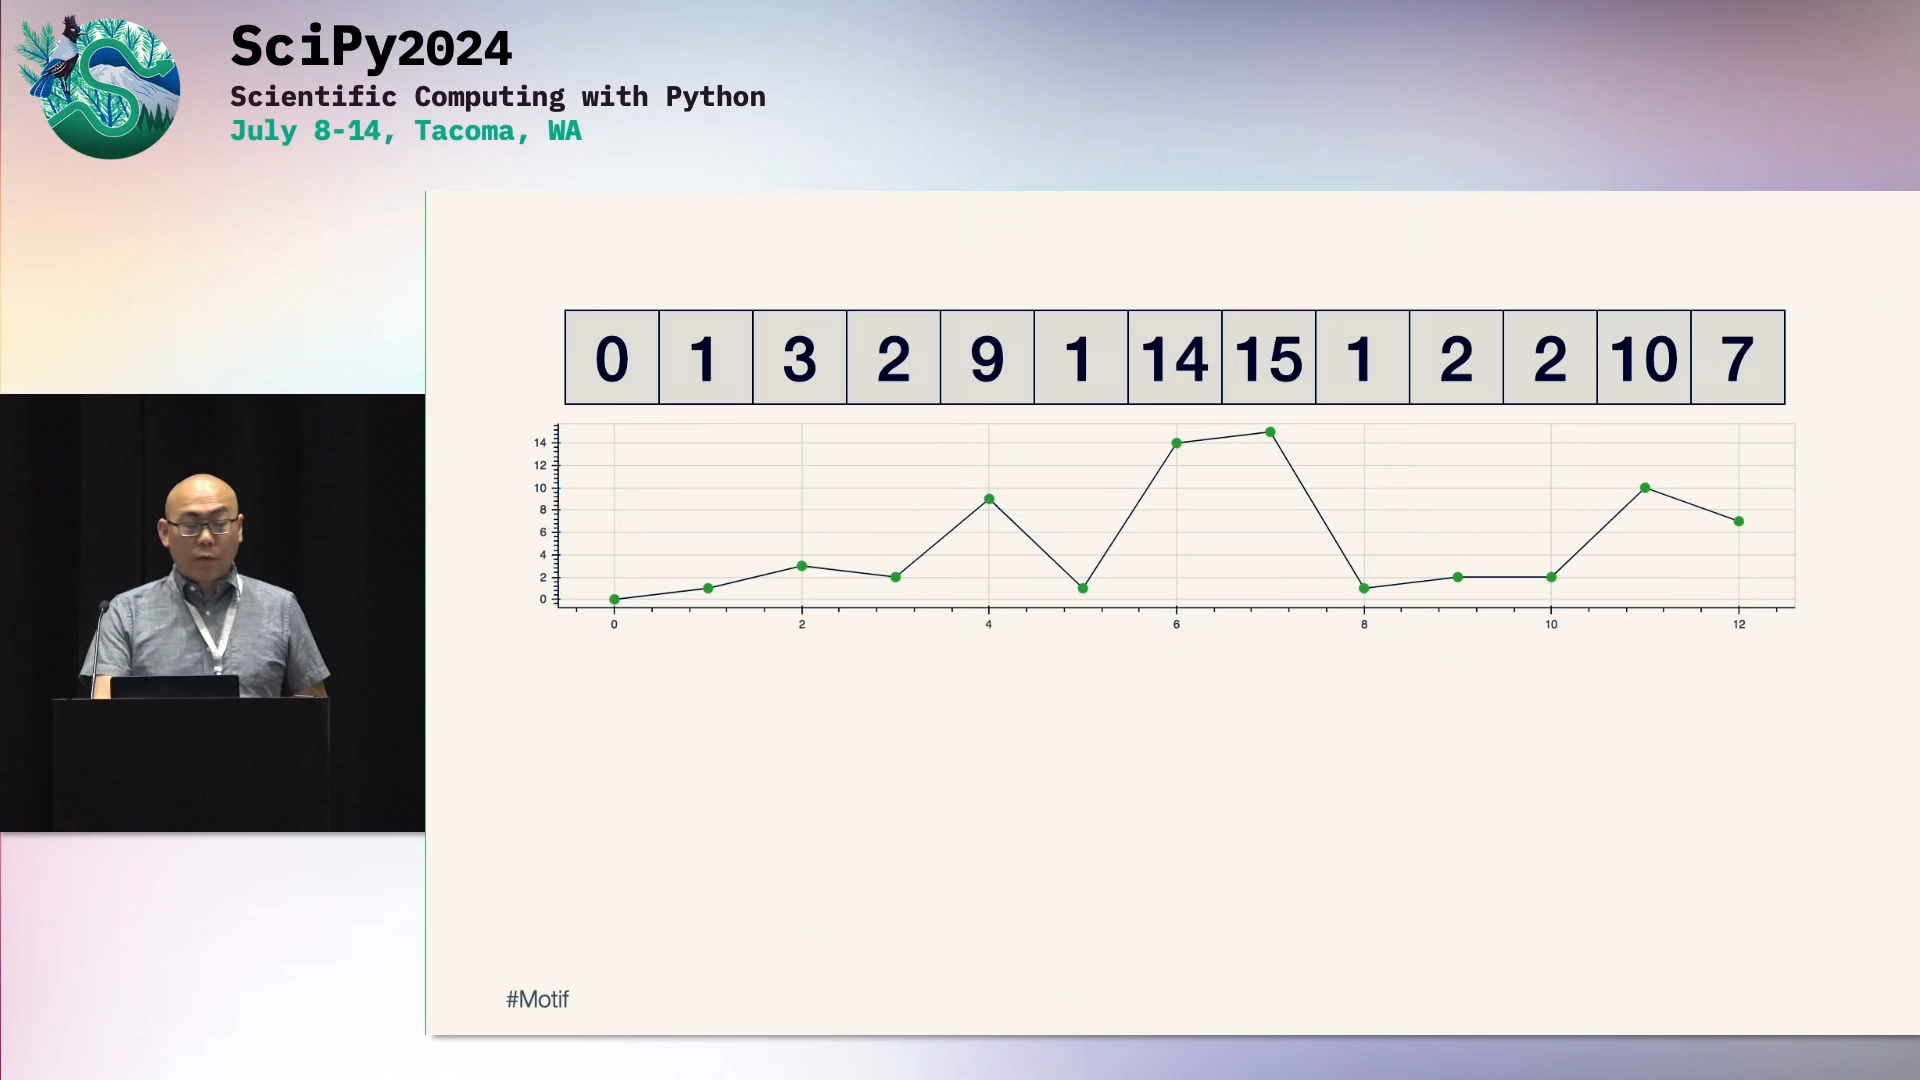 SciPy2024
Scientific Computing with Python
July 8-14, Tacoma, WA
0 1 3 2 9 1 14 15 1 2 2 10 7
14
12
10
8
6
4
2
0
0 2 4 6 8 10 12
#Motif